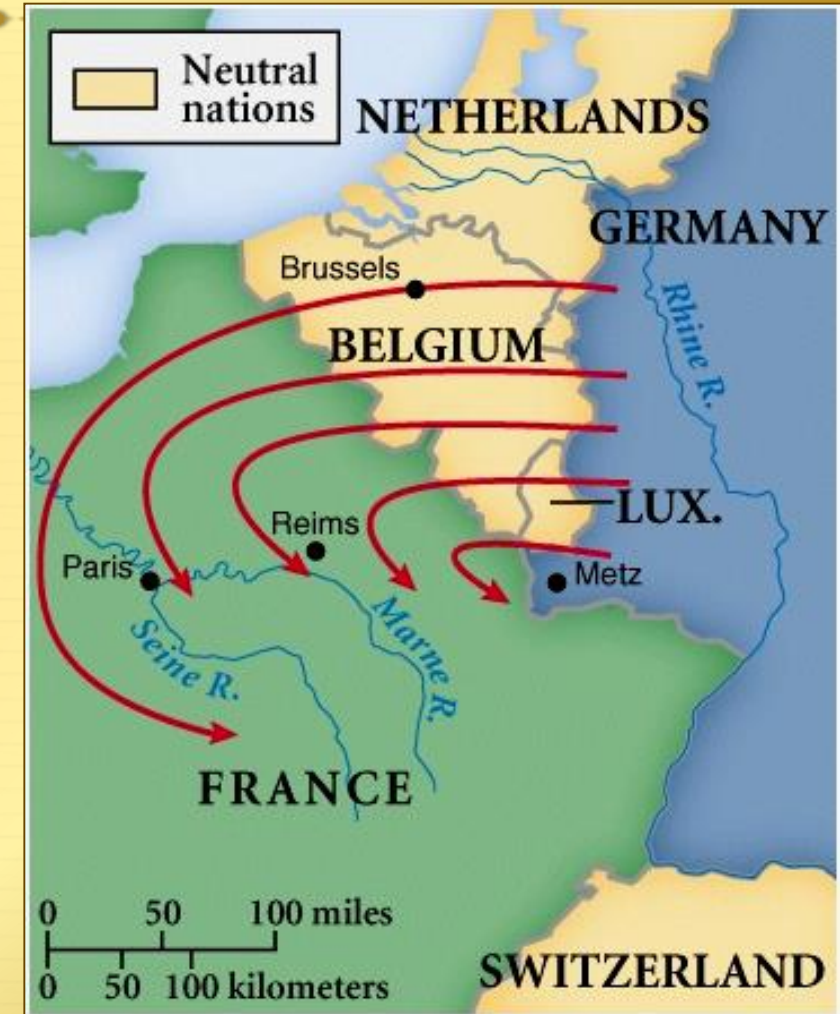 Neutral
nations
NETHERLANDS
GERMANY
Brussels
Rhine R.
BELGIUM
LUX.
Reims
Paris
Metz
Marne R.
Seine R.
FRANCE
0 50 100 miles
0 50 100 kilometers
SWITZERLAND